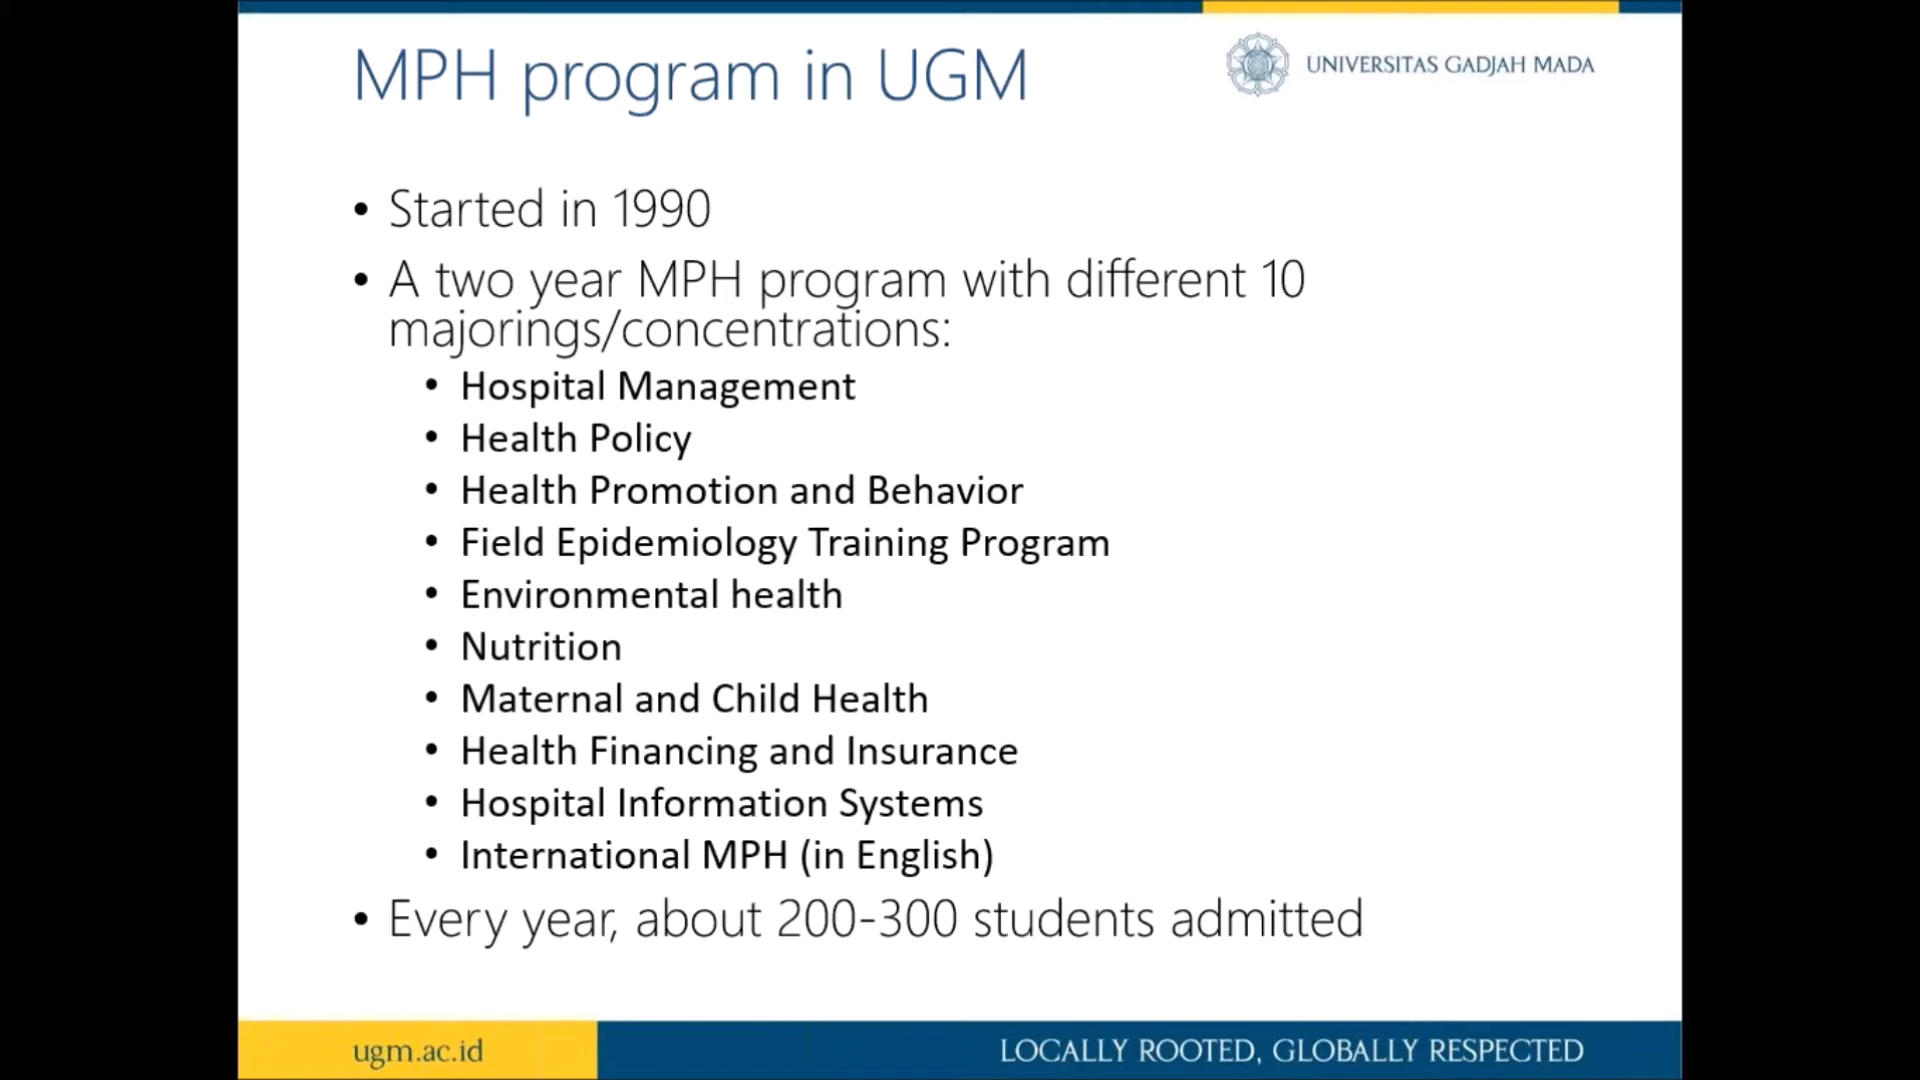 MPH program in UGM
UNIVERSITAS GADJAH MADA
• Started in 1990
• A two year MPH program with different 10
majorings/concentrations:
• Hospital Management
• Health Policy
• Health Promotion and Behavior
• Field Epidemiology Training Program
• Environmental health
• Nutrition
• Maternal and Child Health
• Health Financing and Insurance
• Hospital Information Systems
• International MPH (in English)
• Every year, about 200-300 students admitted
ugm.ac.id
LOCALLY ROOTED, GLOBALLY RESPECTED